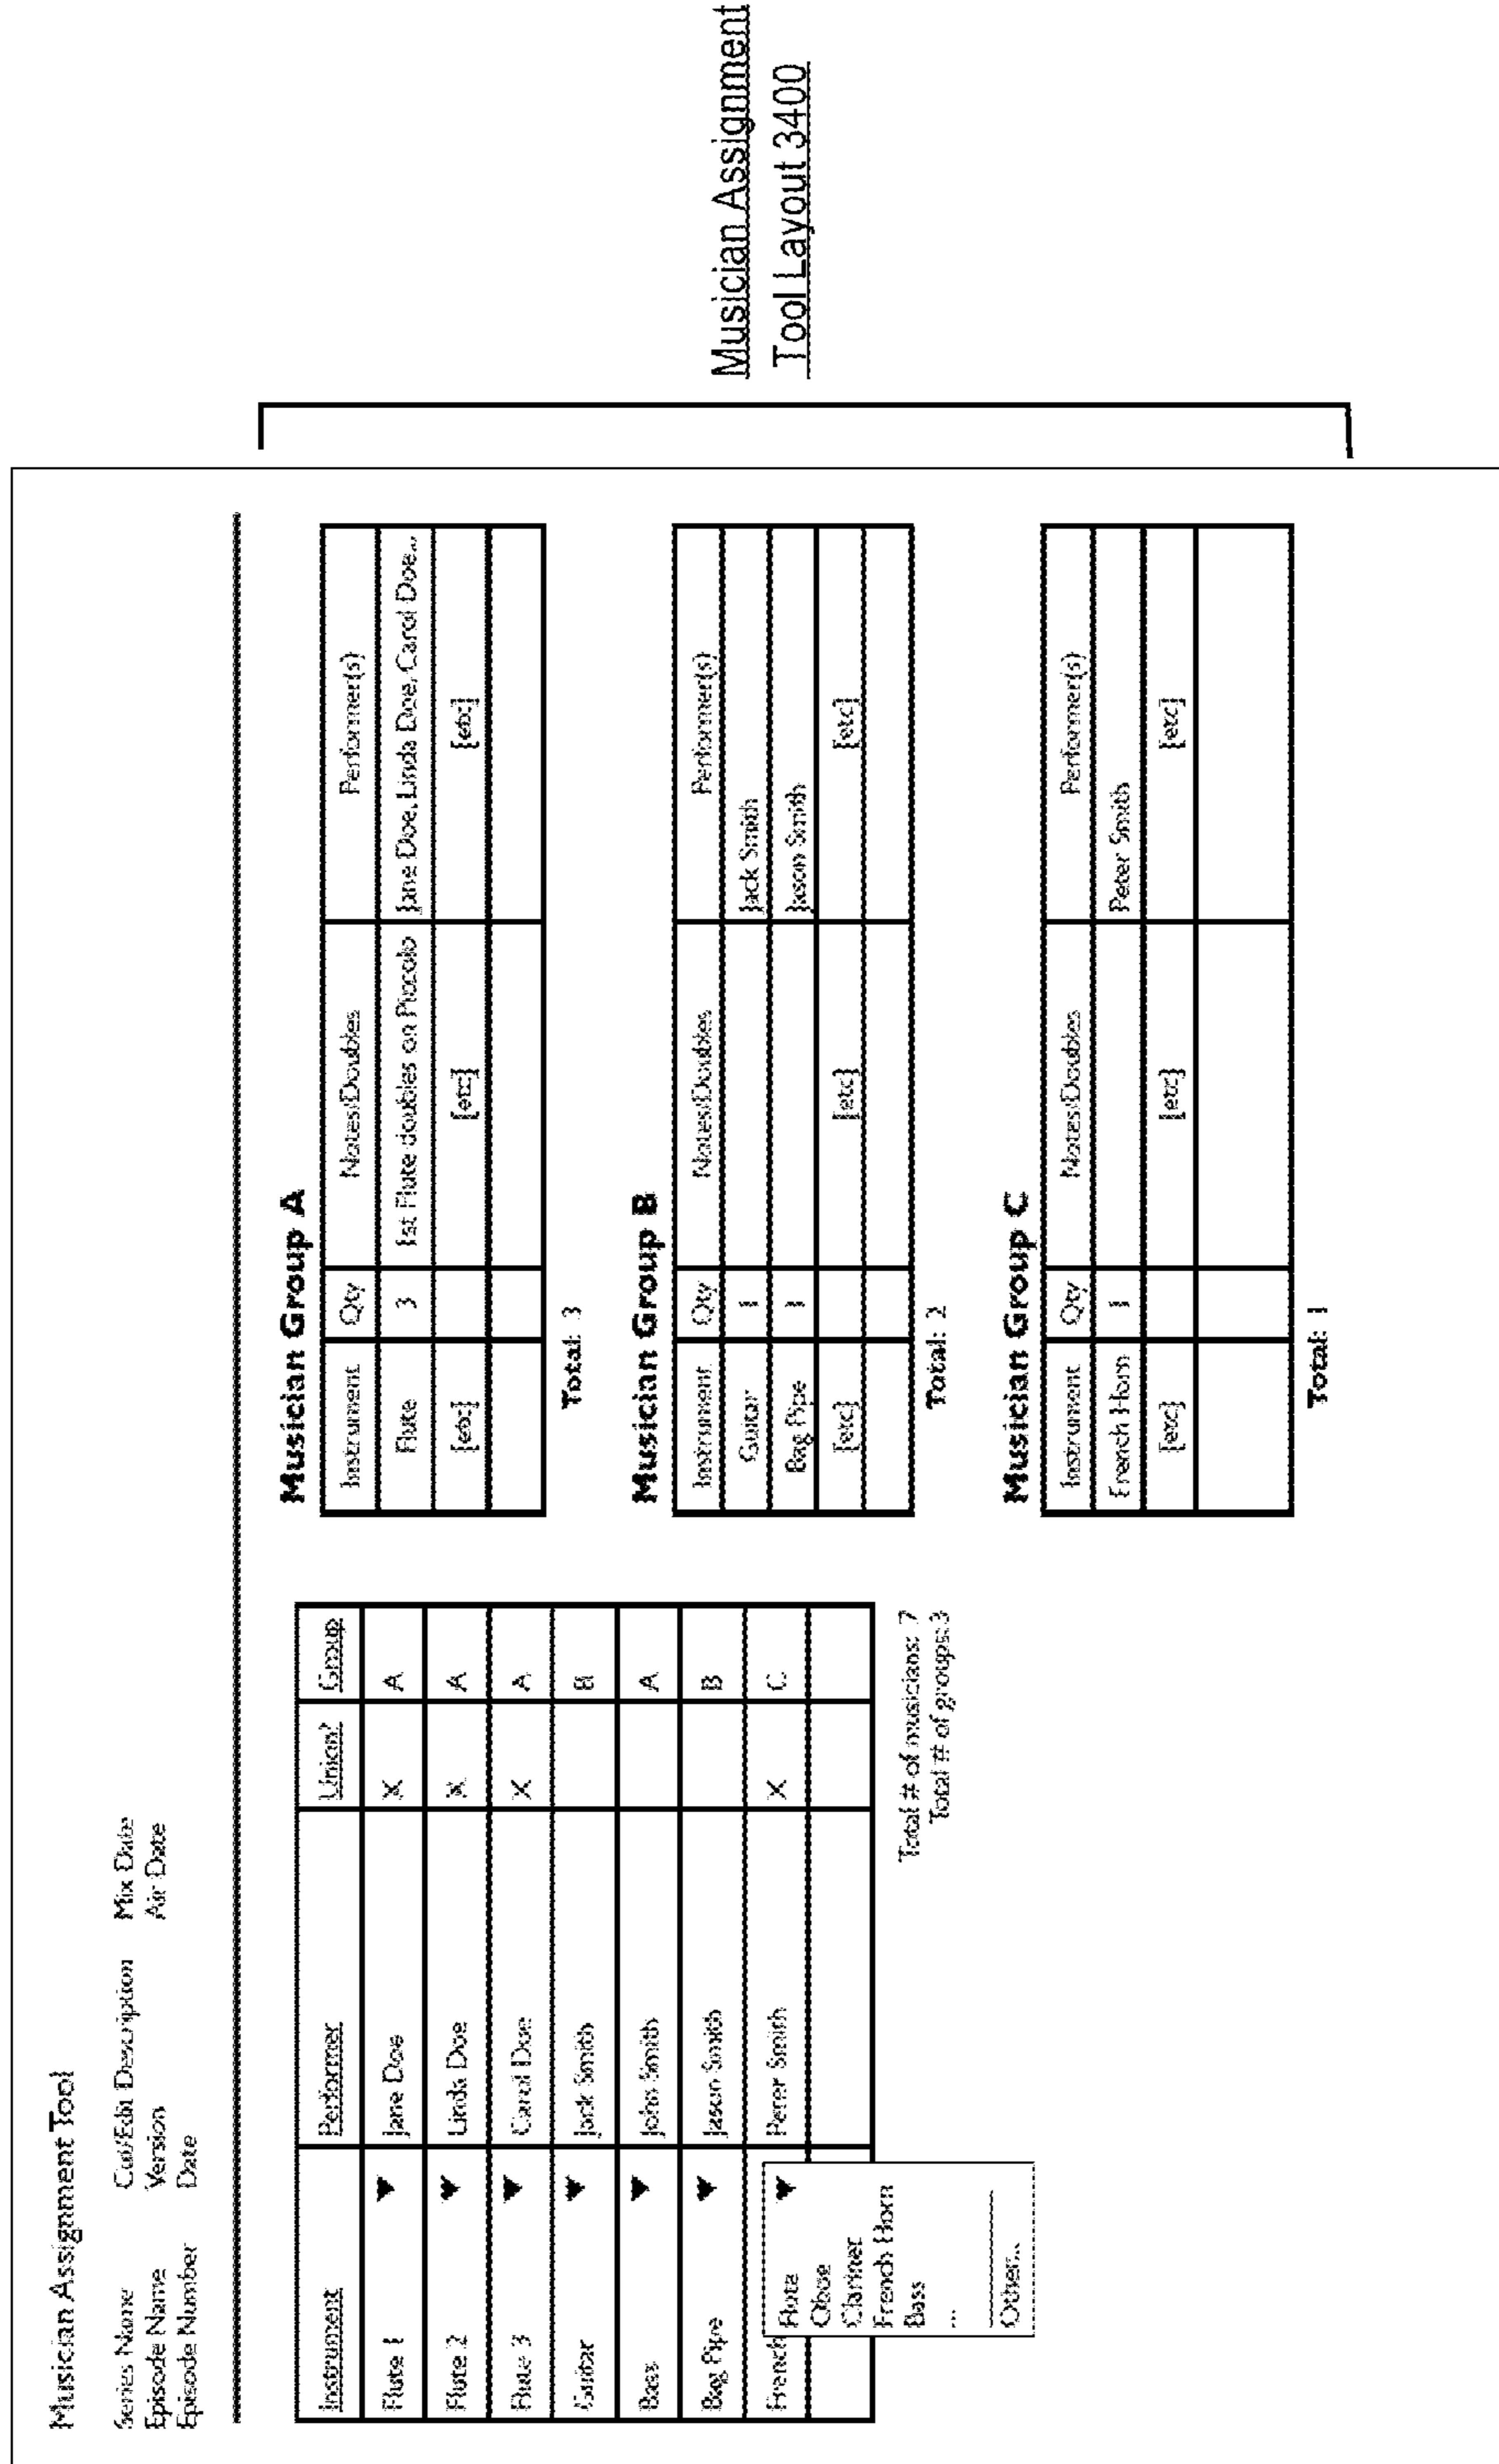 Musician Assignment Tool
Series Name Cut/Edit Description Mix Date
Episode Name Version Air Date
Episode Number Date
Instrument Performer Union? Group
Flute 1 Jane Doe X A
Flute 2 Linda Doe X A
Flute 3 Carol Doe X A
Guitar Jack Smith B
Bass John Smith A
Bag Pipe Jason Smith B
French Peter Smith X C
Flute
Oboe
Clarinet
French Horn
Bass
...
Other...
Total # of musicians: 7
Total # of groups: 3
Musician Group A
Instrument Qty Notes/Doubles Performer(s)
Flute 3 1st Flute doubles on Piccolo Jane Doe, Linda Doe, Carol Doe...
[etc] [etc] [etc]
Total: 3
Musician Group B
Instrument Qty Notes/Doubles Performer(s)
Guitar 1 Jack Smith
Bag Pipe 1 Jason Smith
[etc] [etc] [etc]
Total: 2
Musician Group C
Instrument Qty Notes/Doubles Performer(s)
French Horn 1 Peter Smith
[etc] [etc] [etc]
Total: 1
Musician Assignment
Tool Layout 3400